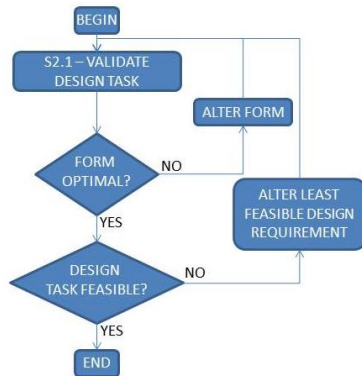 BEGIN
S2.1 – VALIDATE
DESIGN TASK
ALTER FORM
FORM
OPTIMAL?
NO
YES
ALTER LEAST
FEASIBLE DESIGN
REQUIREMENT
DESIGN
TASK FEASIBLE?
NO
YES
END